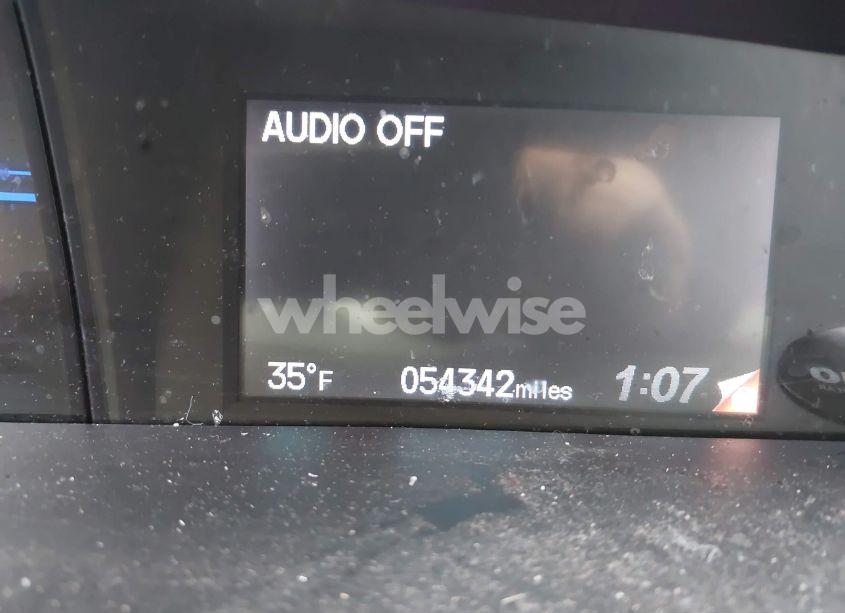 AUDIO OFF
wheelwise
35°F 054342miles 1:07